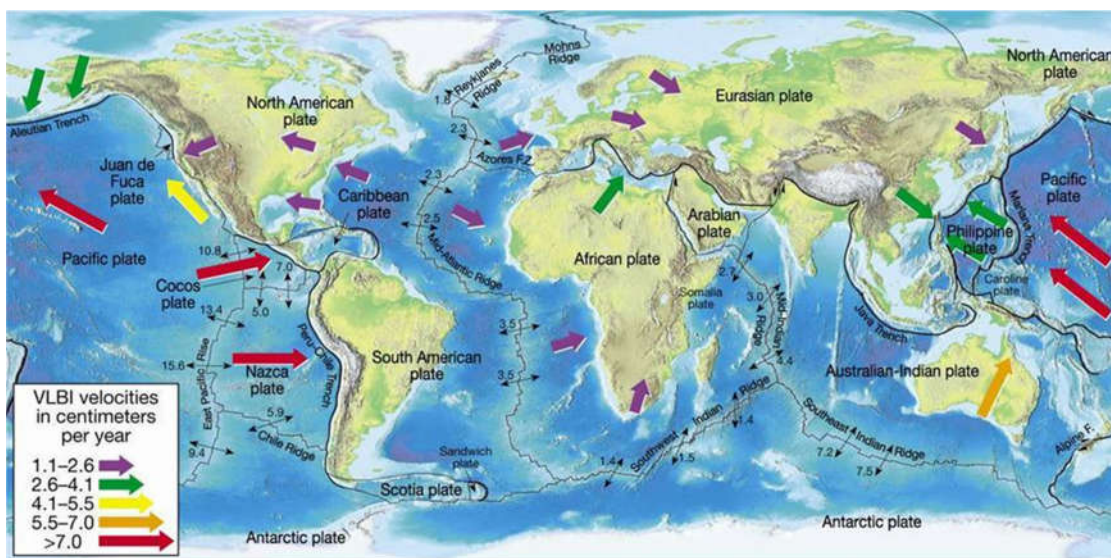 Mohns
Ridge
Reykjanes
Ridge
North American
plate
North American
plate
Eurasian plate
1.8
Aleutian Trench
2.3
Azores F.Z.
Juan de
Fuca plate
Caribbean
plate
2.3
2.5
Mid-Atlantic Ridge
Arabian
plate
Pacific
plate
Philippine
plate
Mariana Trench
Pacific plate
10.8
7.0
Cocos
plate
5.0
African plate
Somalia
plate
2.7
3.0
Mid-Indian
Ridge
Caroline
plate
13.4
3.5
Java Trench
15.6
East Pacific Rise
Nazca
plate
Peru-Chile Trench
South American
plate
3.5
4.4
Australian-Indian plate
5.9
Chile Ridge
9.4
Sandwich
plate
Scotia plate
1.4
Southwest Indian Ridge
1.5
1.4
Southeast Indian Ridge
7.2
7.5
Alpine F.
Antarctic plate
Antarctic plate
VLBI velocities
in centimeters
per year
1.1–2.6
2.6–4.1
4.1–5.5
5.5–7.0
>7.0